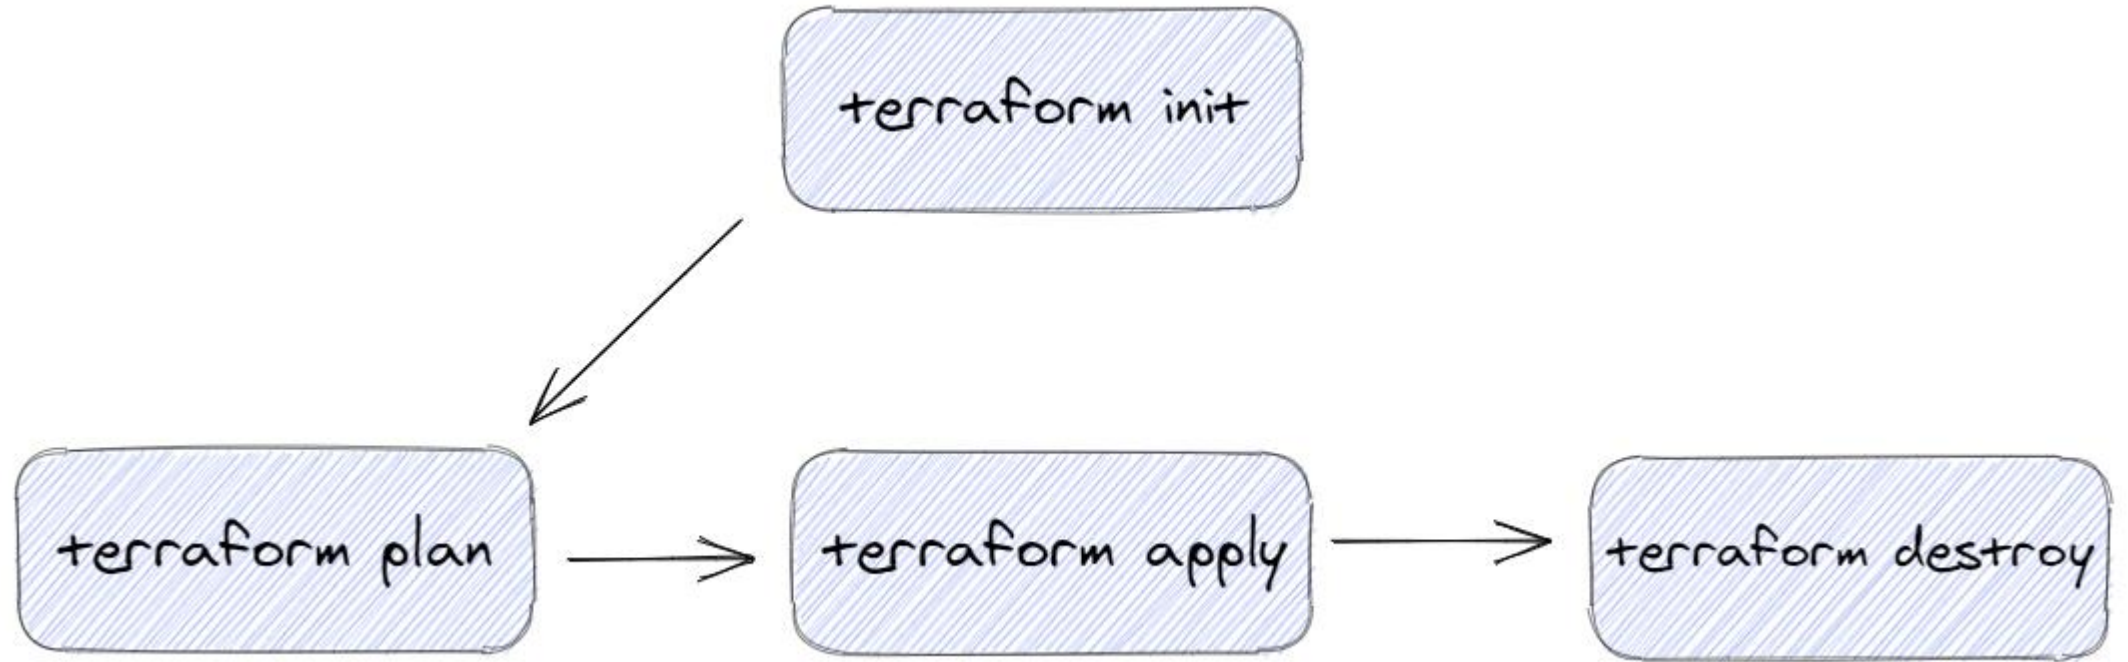 terraform init
terraform plan
terraform apply
terraform destroy